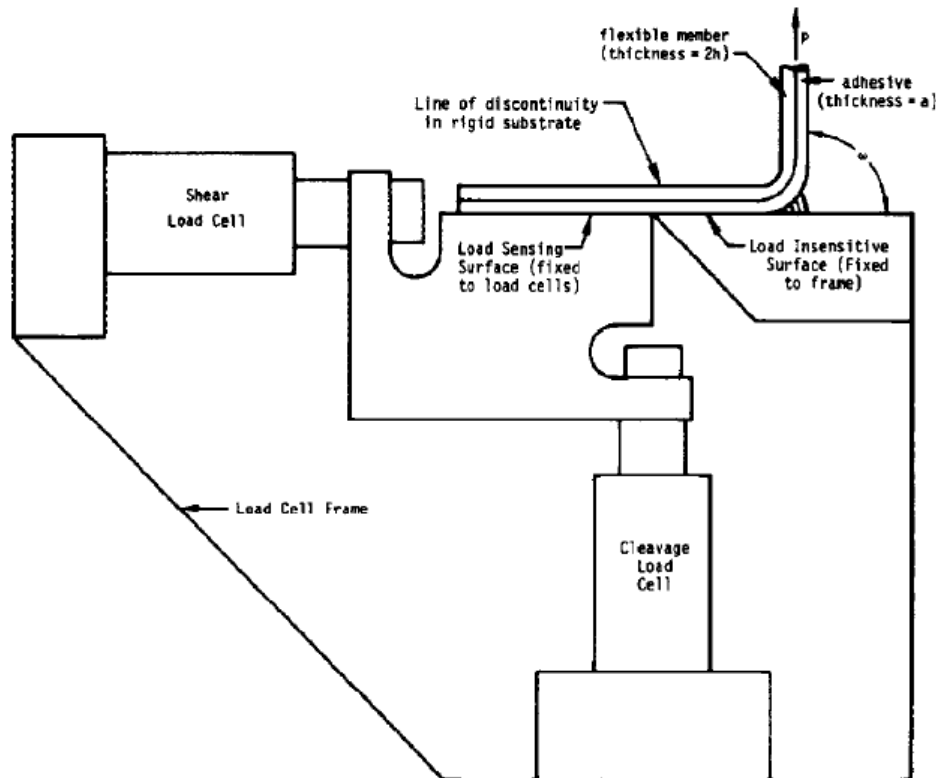 flexible member
(thickness = 2h)
P
adhesive
(thickness = a)
ω
Line of discontinuity
in rigid substrate
Shear
Load Cell
Load Sensing
Surface (fixed
to load cells)
Load Insensitive
Surface (Fixed
to frame)
Load Cell Frame
Cleavage
Load
Cell